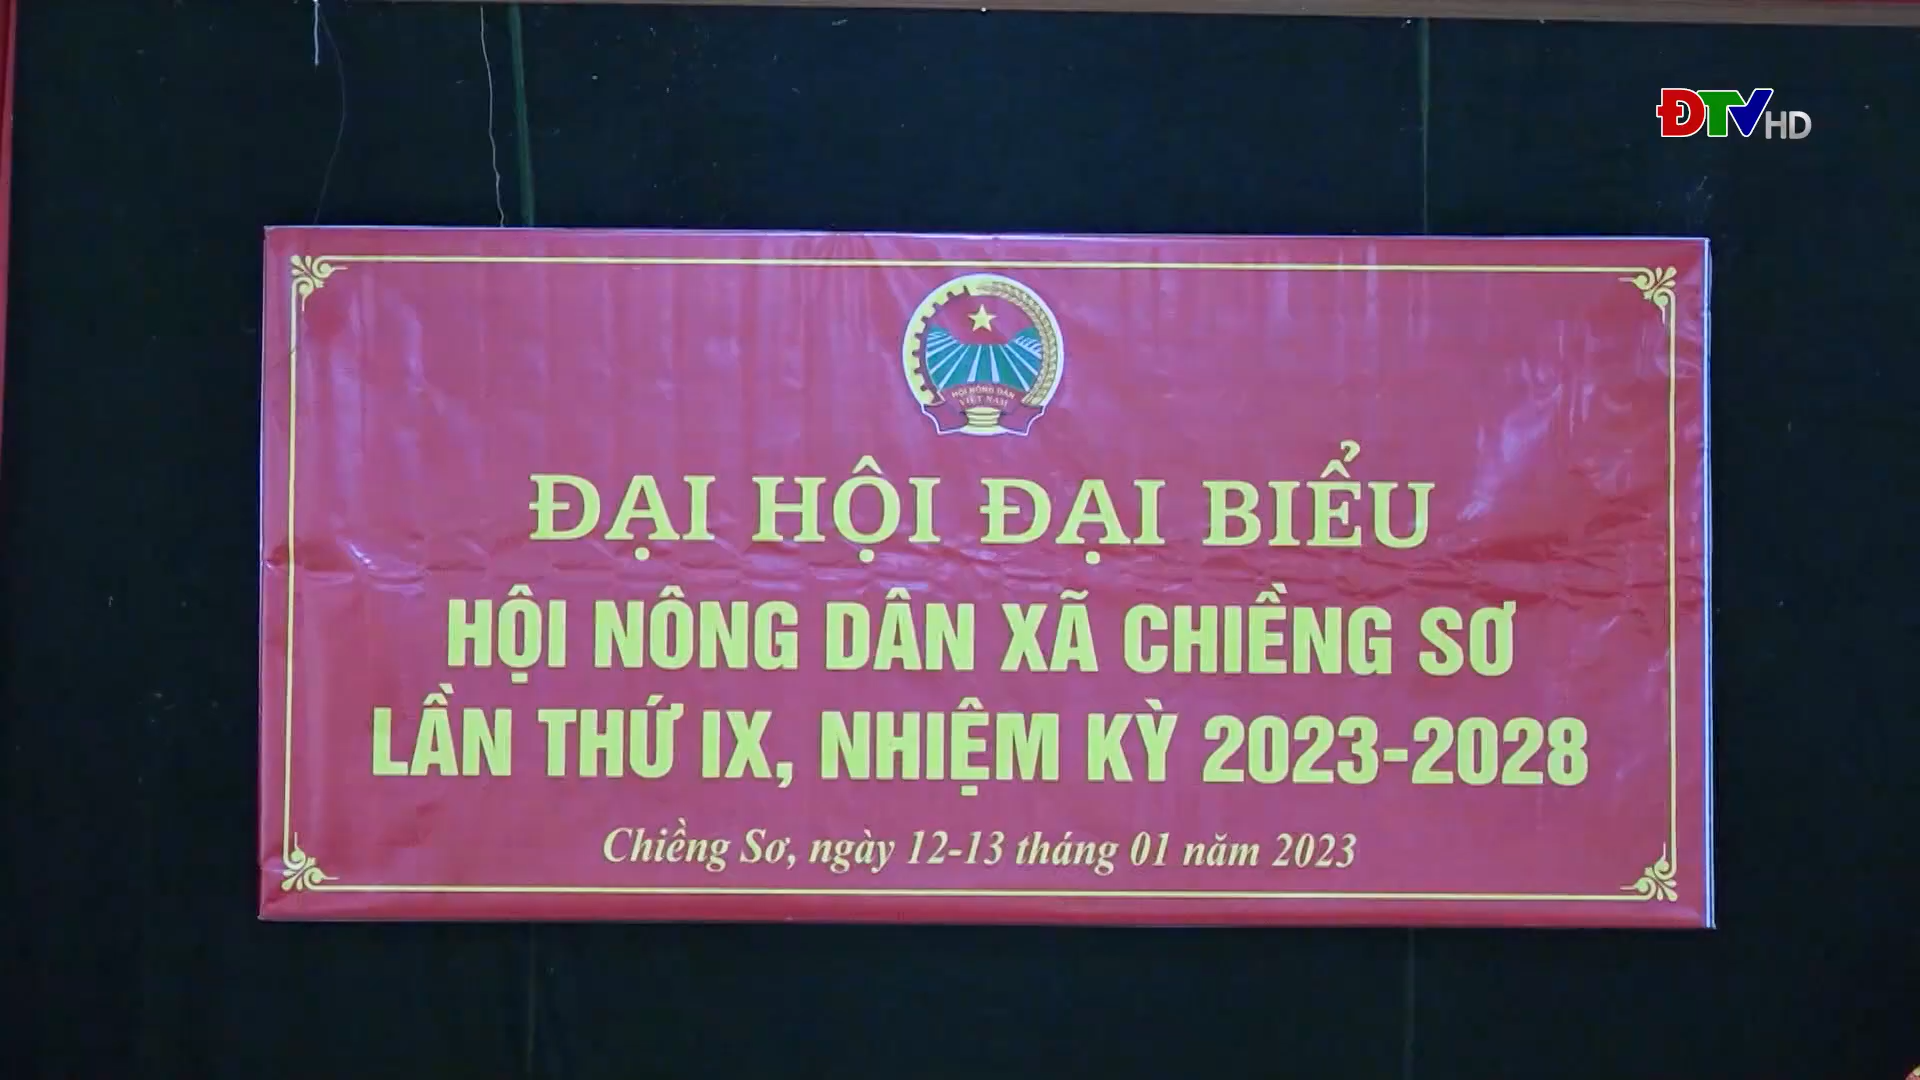 ĐTV HD
HỘI NÔNG DÂN
VIỆT NAM
ĐẠI HỘI ĐẠI BIỂU
HỘI NÔNG DÂN XÃ CHIỀNG SƠ
LẦN THỨ IX, NHIỆM KỲ 2023-2028
Chiềng Sơ, ngày 12-13 tháng 01 năm 2023